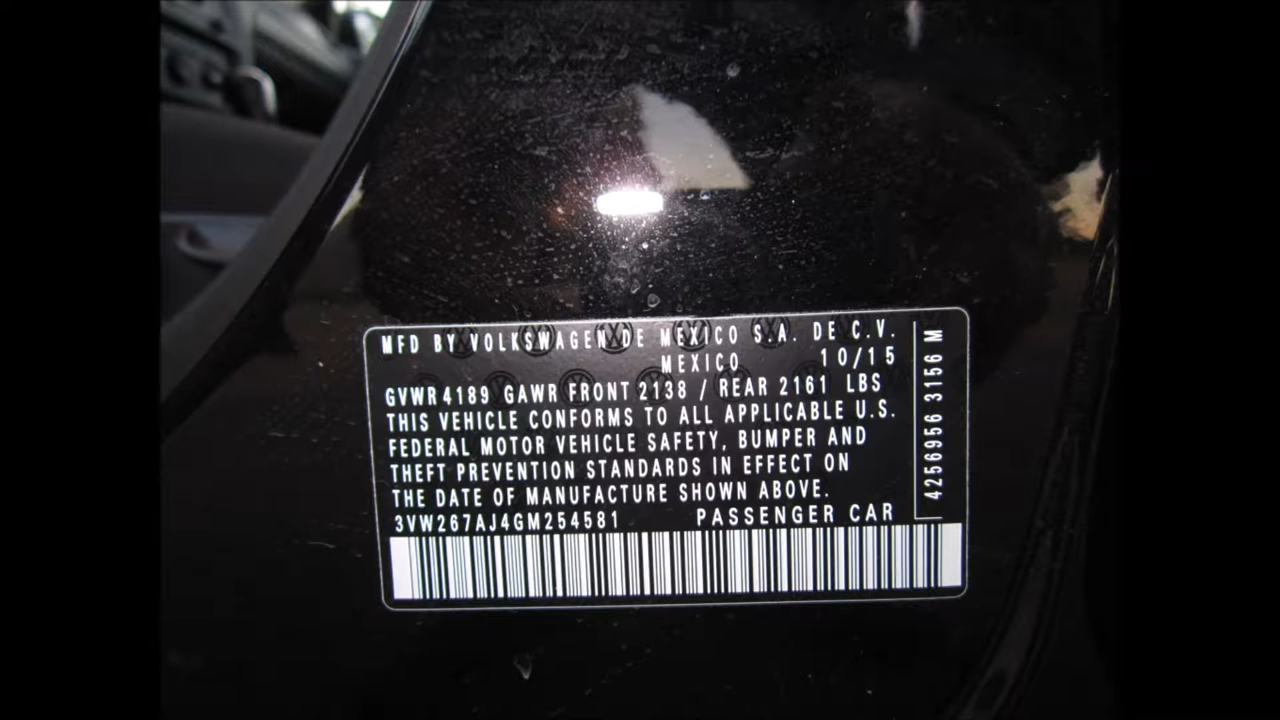 MFD BY VOLKSWAGEN DE MEXICO S.A. DE C.V.
MEXICO 10/15
GVWR 4189 GAWR FRONT 2138 / REAR 2161 LBS
THIS VEHICLE CONFORMS TO ALL APPLICABLE U.S.
FEDERAL MOTOR VEHICLE SAFETY, BUMPER AND
THEFT PREVENTION STANDARDS IN EFFECT ON
THE DATE OF MANUFACTURE SHOWN ABOVE.
3VW267AJ4GM254581 PASSENGER CAR
4256956 3156 M